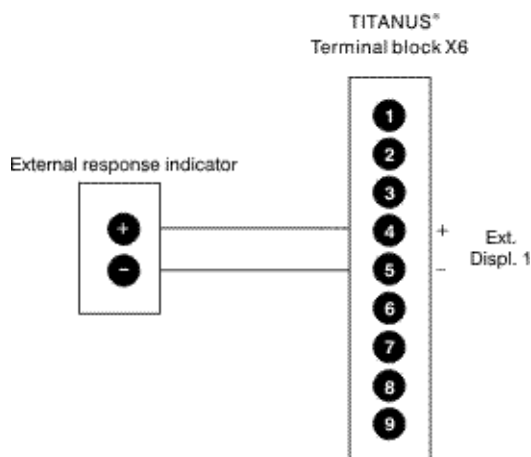 TITANUS®
Terminal block X6
External response indicator
+
−
1
2
3
4
5
6
7
8
9
+
−
Ext.
Displ. 1